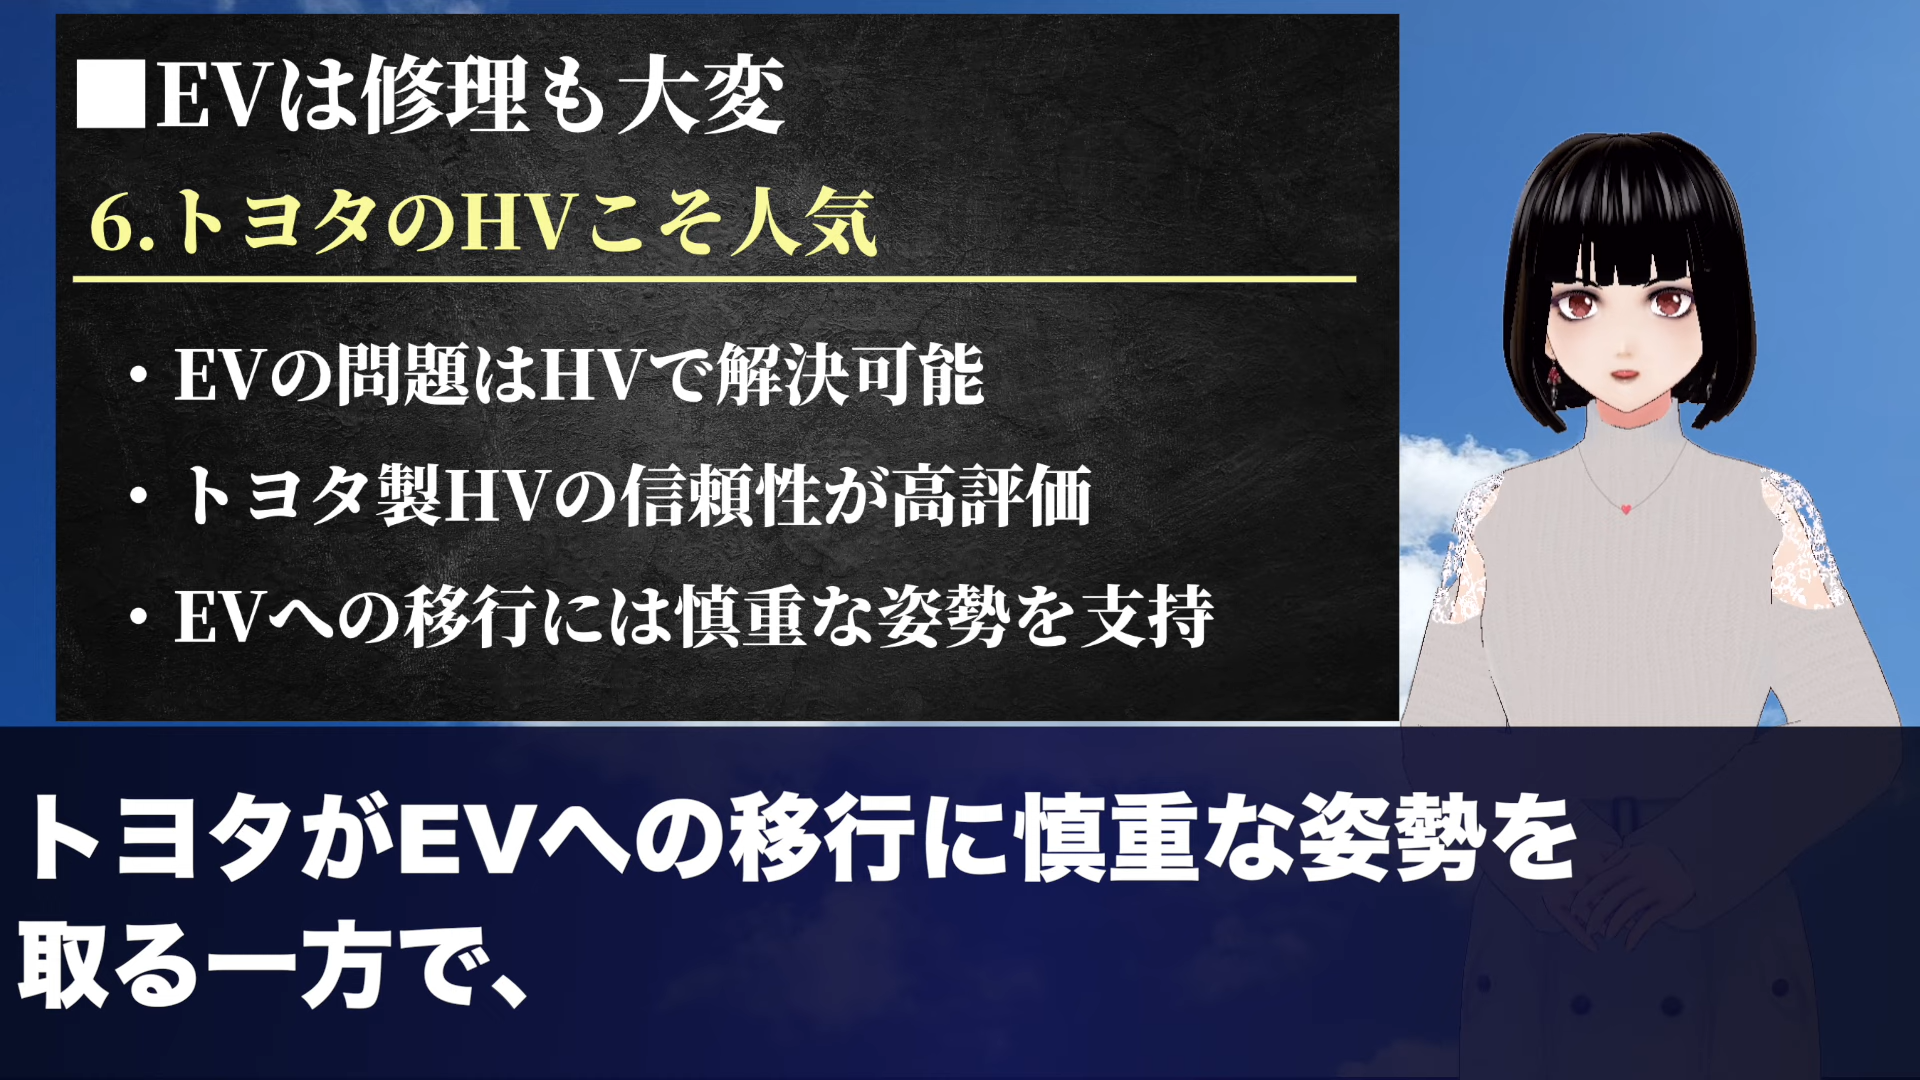 ■EVは修理も大変
6.トヨタのHVこそ人気
・EVの問題はHVで解決可能
・トヨタ製HVの信頼性が高評価
・EVへの移行には慎重な姿勢を支持
トヨタがEVへの移行に慎重な姿勢を
取る一方で、